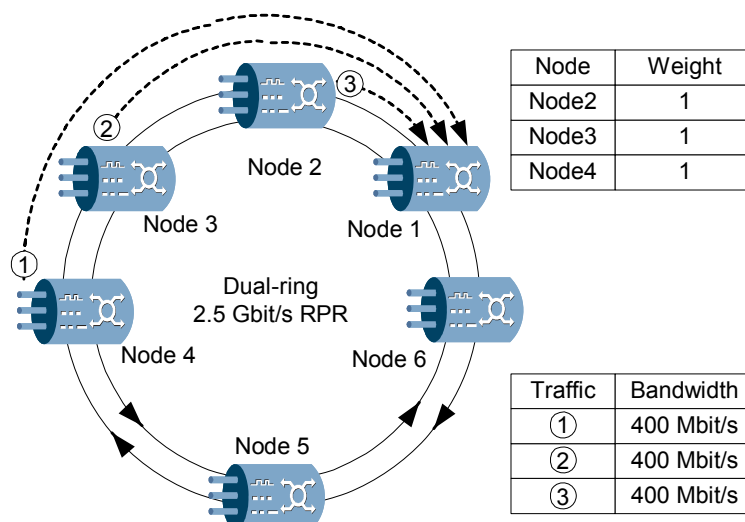 3
2
Node 2
Node 3
Node 1
1
Dual-ring
2.5 Gbit/s RPR
Node 4
Node 6
Node 5
Node Weight
Node2 1
Node3 1
Node4 1
Traffic Bandwidth
1 400 Mbit/s
2 400 Mbit/s
3 400 Mbit/s